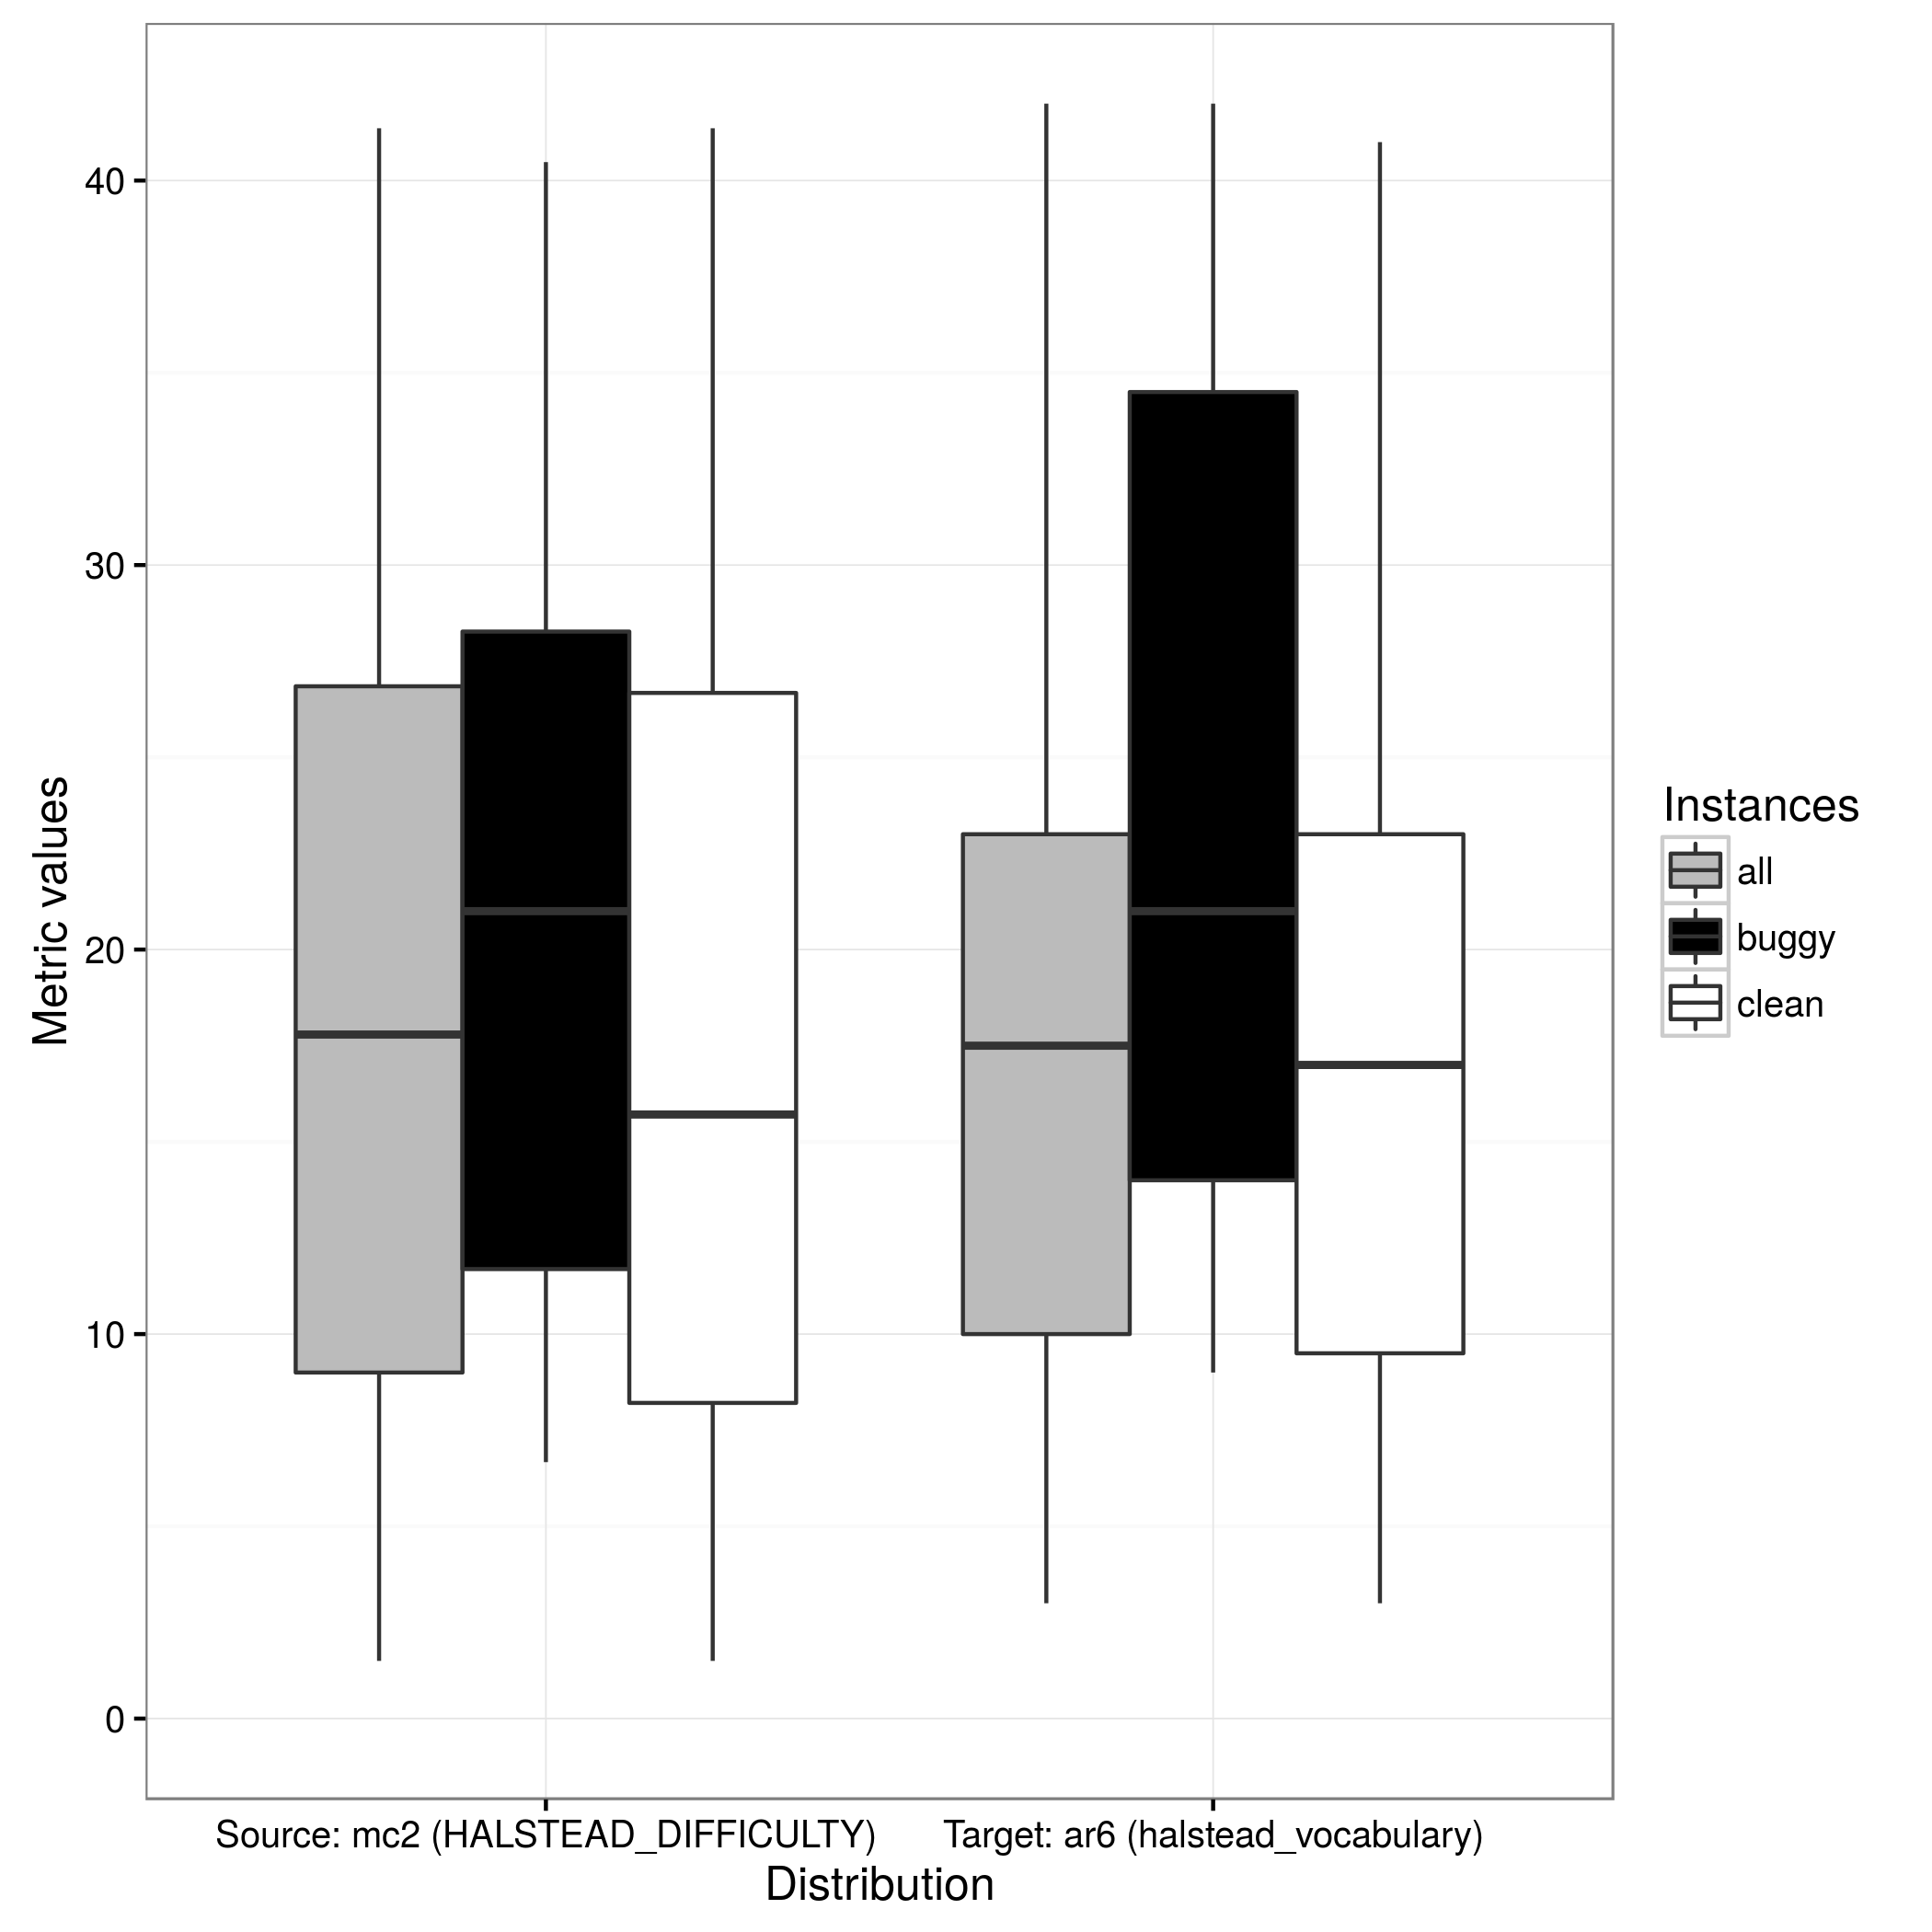 Metric values
40
30
20
10
0
Source: mc2 (HALSTEAD_DIFFICULTY)
Target: ar6 (halstead_vocabulary)
Distribution
Instances
all
buggy
clean